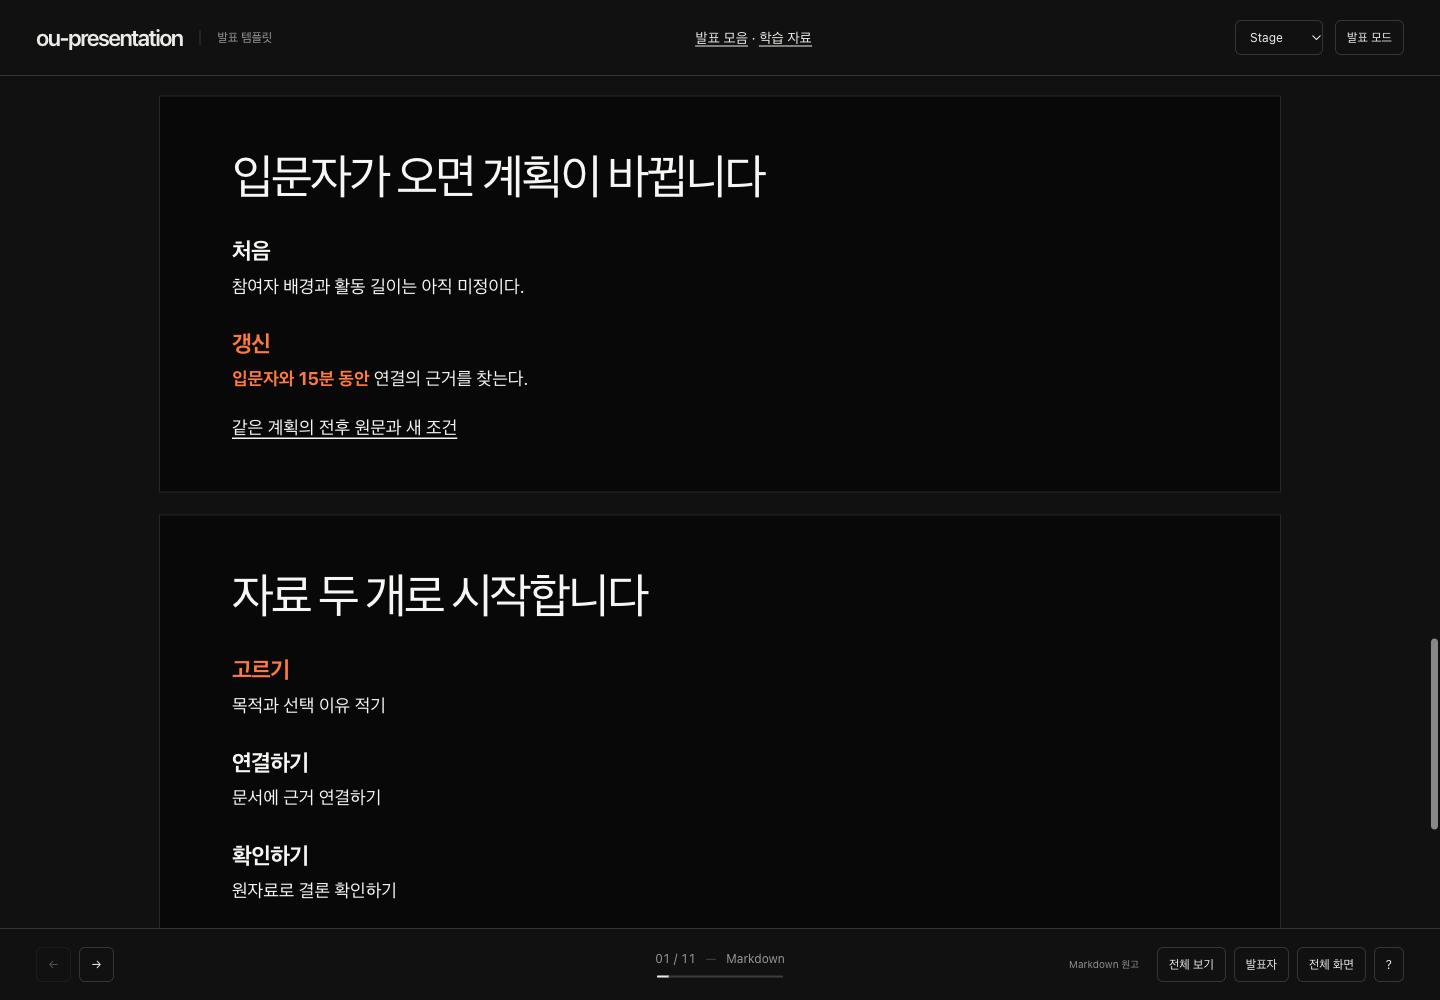 ou-presentation
발표 템플릿
발표 모음 · 학습 자료
Stage
발표 모드
입문자가 오면 계획이 바뀝니다
처음
참여자 배경과 활동 길이는 아직 미정이다.
갱신
입문자와 15분 동안 연결의 근거를 찾는다.
같은 계획의 전후 원문과 새 조건
자료 두 개로 시작합니다
고르기
목적과 선택 이유 적기
연결하기
문서에 근거 연결하기
확인하기
원자료로 결론 확인하기
←
→
01 / 11 — Markdown
Markdown 원고
전체 보기
발표자
전체 화면
?